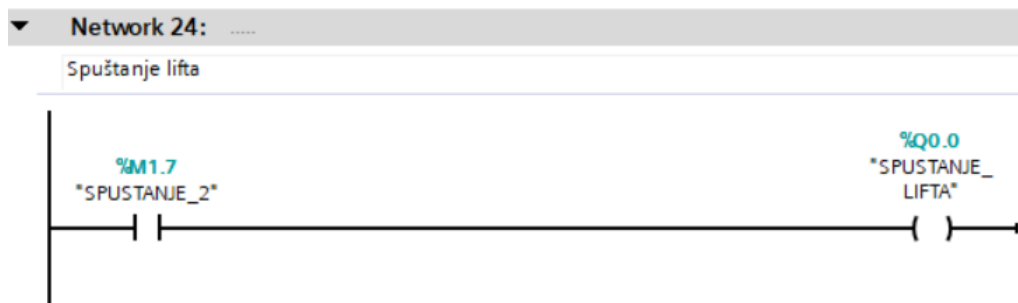 Network 24: .....
Spuštanje lifta
%M1.7
"SPUSTANJE_2"
%Q0.0
"SPUSTANJE_
LIFTA"